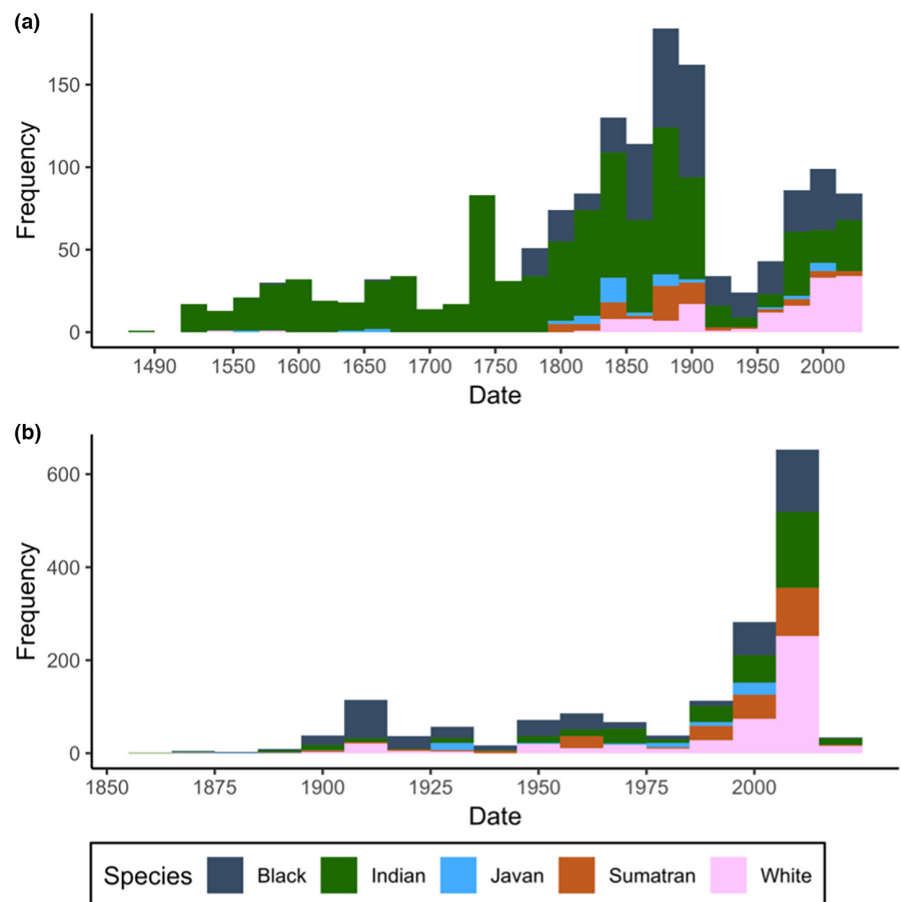 (a)
150
100
50
0
Frequency
1490 1550 1600 1650 1700 1750 1800 1850 1900 1950 2000
Date
(b)
600
400
200
0
Frequency
1850 1875 1900 1925 1950 1975 2000
Date
Species Black Indian Javan Sumatran White